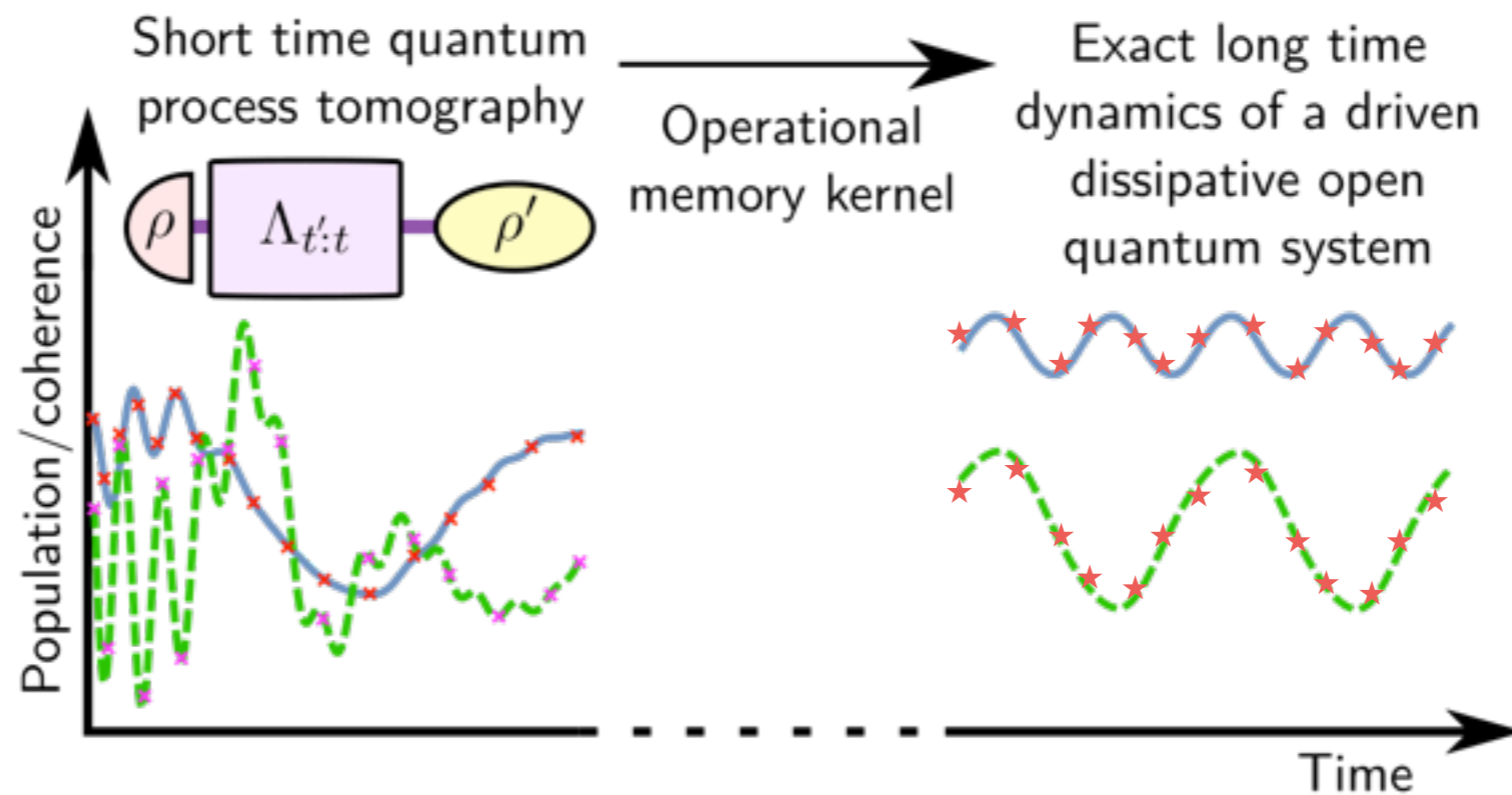 Short time quantum
process tomography
ρ
Λt′:t
ρ′
Operational
memory kernel
Exact long time
dynamics of a driven
dissipative open
quantum system
Population/coherence
Time